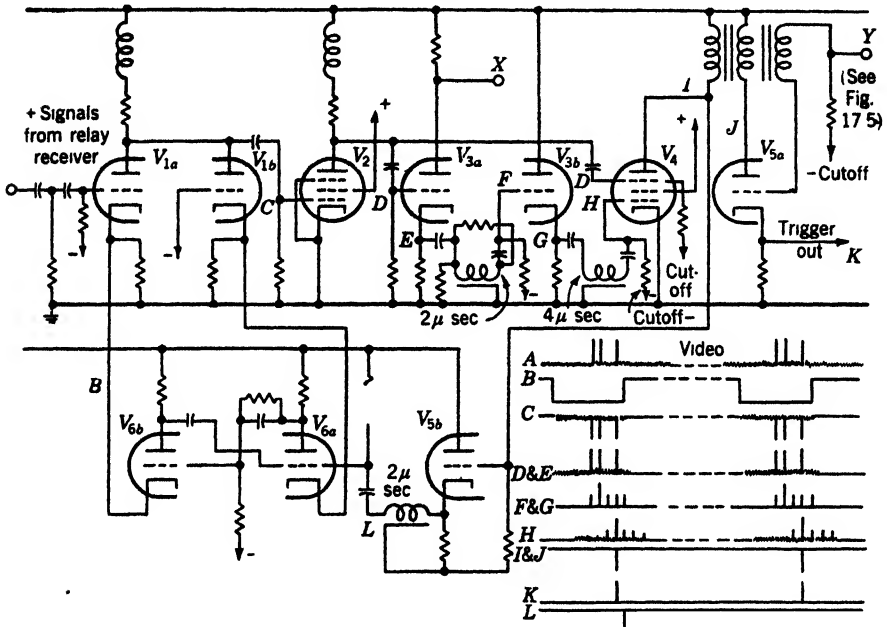 X
Y
(See
Fig.
17 5)
+ Signals
from relay
receiver
V1a
V1b
V2
+
V3a
V3b
V4
+
V5a
I
J
- Cutoff
C
D
E
F
G
D
H
-
-
-
-
2μ sec
4μ sec
Cut-
off
Cutoff-
Trigger
out
K
B
V6b
V6a
V5b
2μ
sec
L
-
Video
A
B
C
D&E
F&G
H
I&J
K
L